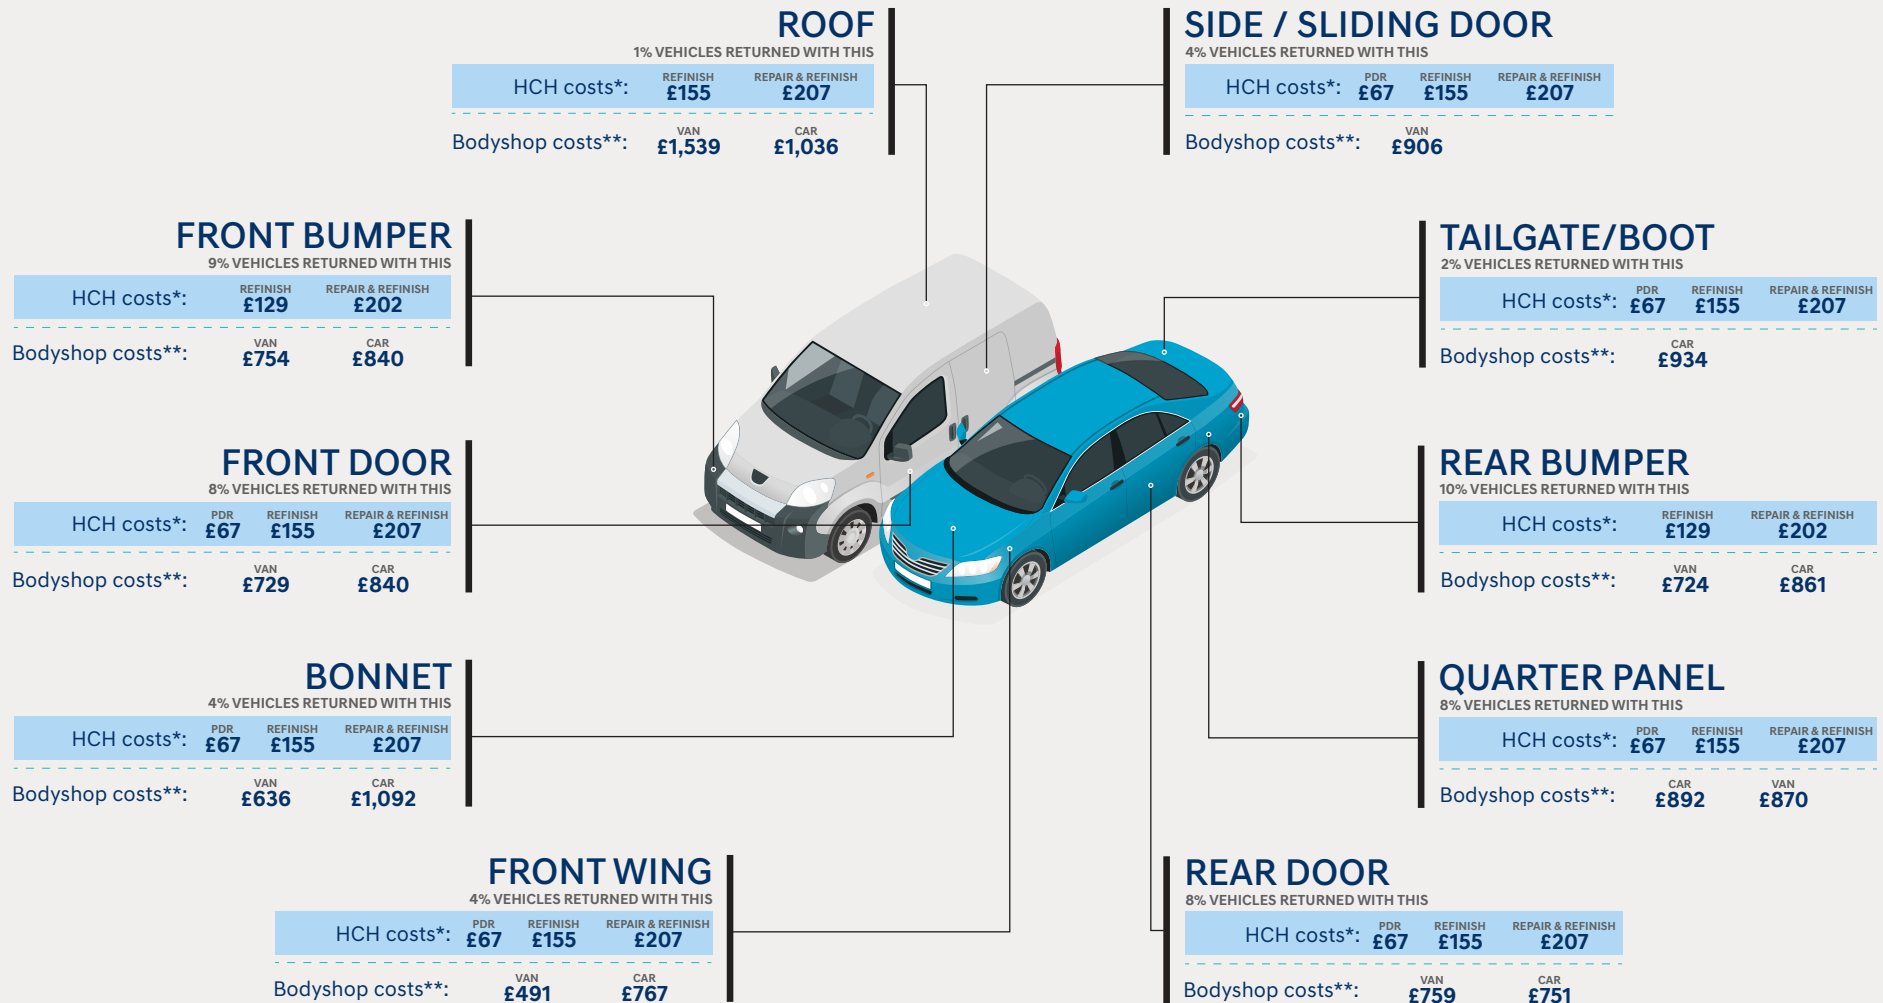 ROOF
1% VEHICLES RETURNED WITH THIS
REFINISH REPAIR & REFINISH
HCH costs*: £155 £207
VAN CAR
Bodyshop costs**: £1,539 £1,036
SIDE / SLIDING DOOR
4% VEHICLES RETURNED WITH THIS
PDR REFINISH REPAIR & REFINISH
HCH costs*: £67 £155 £207
VAN
Bodyshop costs**: £906
FRONT BUMPER
9% VEHICLES RETURNED WITH THIS
REFINISH REPAIR & REFINISH
HCH costs*: £129 £202
VAN CAR
Bodyshop costs**: £754 £840
TAILGATE/BOOT
2% VEHICLES RETURNED WITH THIS
PDR REFINISH REPAIR & REFINISH
HCH costs*: £67 £155 £207
CAR
Bodyshop costs**: £934
FRONT DOOR
8% VEHICLES RETURNED WITH THIS
PDR REFINISH REPAIR & REFINISH
HCH costs*: £67 £155 £207
VAN CAR
Bodyshop costs**: £729 £840
REAR BUMPER
10% VEHICLES RETURNED WITH THIS
REFINISH REPAIR & REFINISH
HCH costs*: £129 £202
VAN CAR
Bodyshop costs**: £724 £861
BONNET
4% VEHICLES RETURNED WITH THIS
PDR REFINISH REPAIR & REFINISH
HCH costs*: £67 £155 £207
VAN CAR
Bodyshop costs**: £636 £1,092
QUARTER PANEL
8% VEHICLES RETURNED WITH THIS
PDR REFINISH REPAIR & REFINISH
HCH costs*: £67 £155 £207
CAR VAN
Bodyshop costs**: £892 £870
FRONT WING
4% VEHICLES RETURNED WITH THIS
PDR REFINISH REPAIR & REFINISH
HCH costs*: £67 £155 £207
VAN CAR
Bodyshop costs**: £491 £767
REAR DOOR
8% VEHICLES RETURNED WITH THIS
PDR REFINISH REPAIR & REFINISH
HCH costs*: £67 £155 £207
VAN CAR
Bodyshop costs**: £759 £751